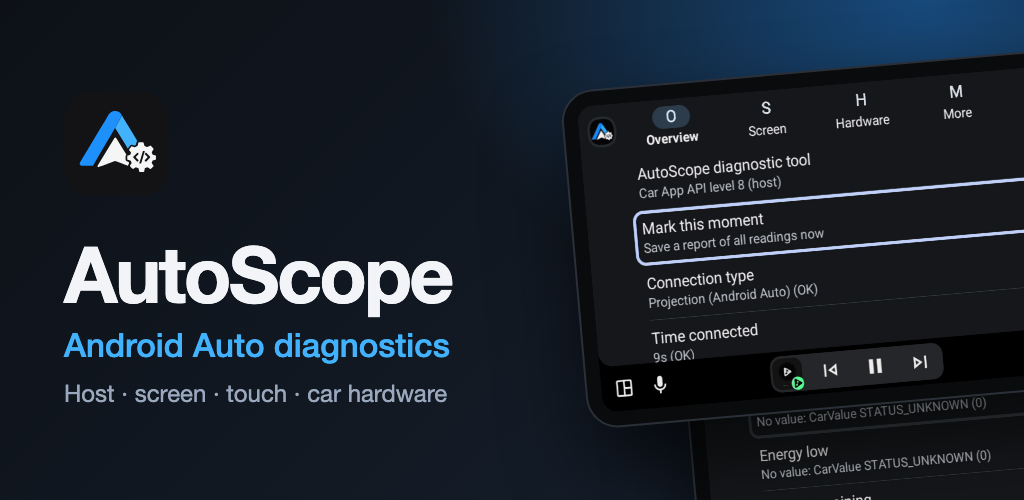 AutoScope
Android Auto diagnostics
Host · screen · touch · car hardware
O
Overview
S
Screen
H
Hardware
M
More
AutoScope diagnostic tool
Car App API level 8 (host)
Mark this moment
Save a report of all readings now
Connection type
Projection (Android Auto) (OK)
Time connected
9s (OK)
No value: CarValue STATUS_UNKNOWN (0)
Energy low
No value: CarValue STATUS_UNKNOWN (0)